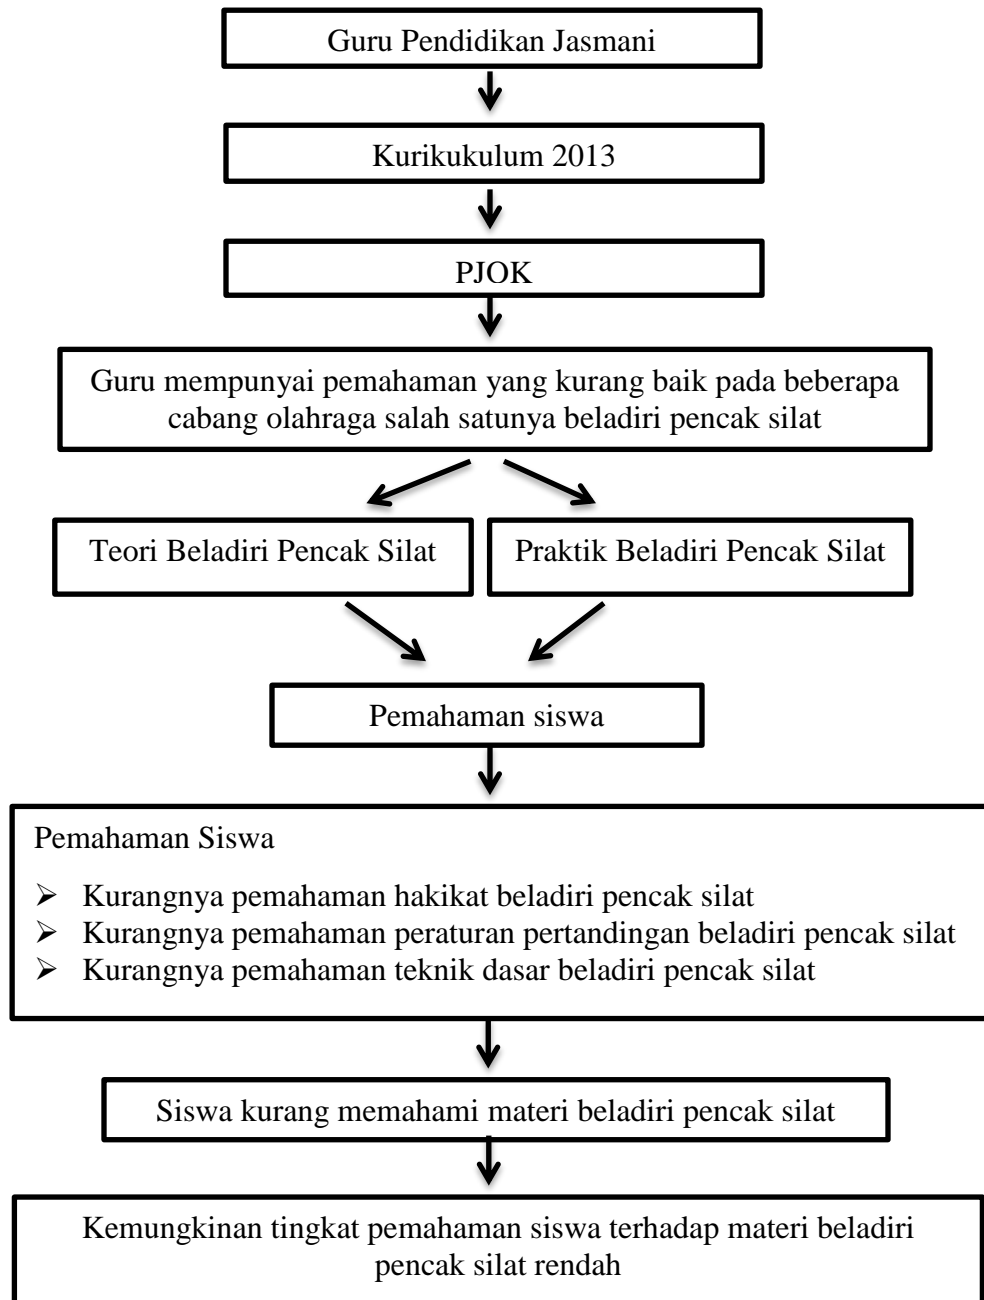 Guru Pendidikan Jasmani
Kurikukulum 2013
PJOK
Guru mempunyai pemahaman yang kurang baik pada beberapa
cabang olahraga salah satunya beladiri pencak silat
Teori Beladiri Pencak Silat
Praktik Beladiri Pencak Silat
Pemahaman siswa
Pemahaman Siswa
➢ Kurangnya pemahaman hakikat beladiri pencak silat
➢ Kurangnya pemahaman peraturan pertandingan beladiri pencak silat
➢ Kurangnya pemahaman teknik dasar beladiri pencak silat
Siswa kurang memahami materi beladiri pencak silat
Kemungkinan tingkat pemahaman siswa terhadap materi beladiri
pencak silat rendah